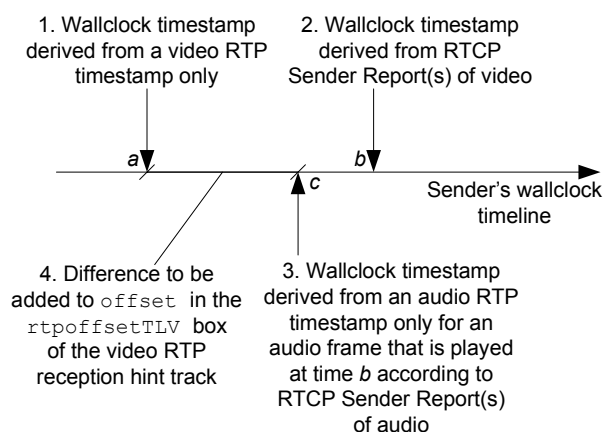 1. Wallclock timestamp
derived from a video RTP
timestamp only
2. Wallclock timestamp
derived from RTCP
Sender Report(s) of video
a
b
c
Sender's wallclock
timeline
4. Difference to be
added to offset in the
rtpoffsetTLV box
of the video RTP
reception hint track
3. Wallclock timestamp
derived from an audio RTP
timestamp only for an
audio frame that is played
at time b according to
RTCP Sender Report(s)
of audio